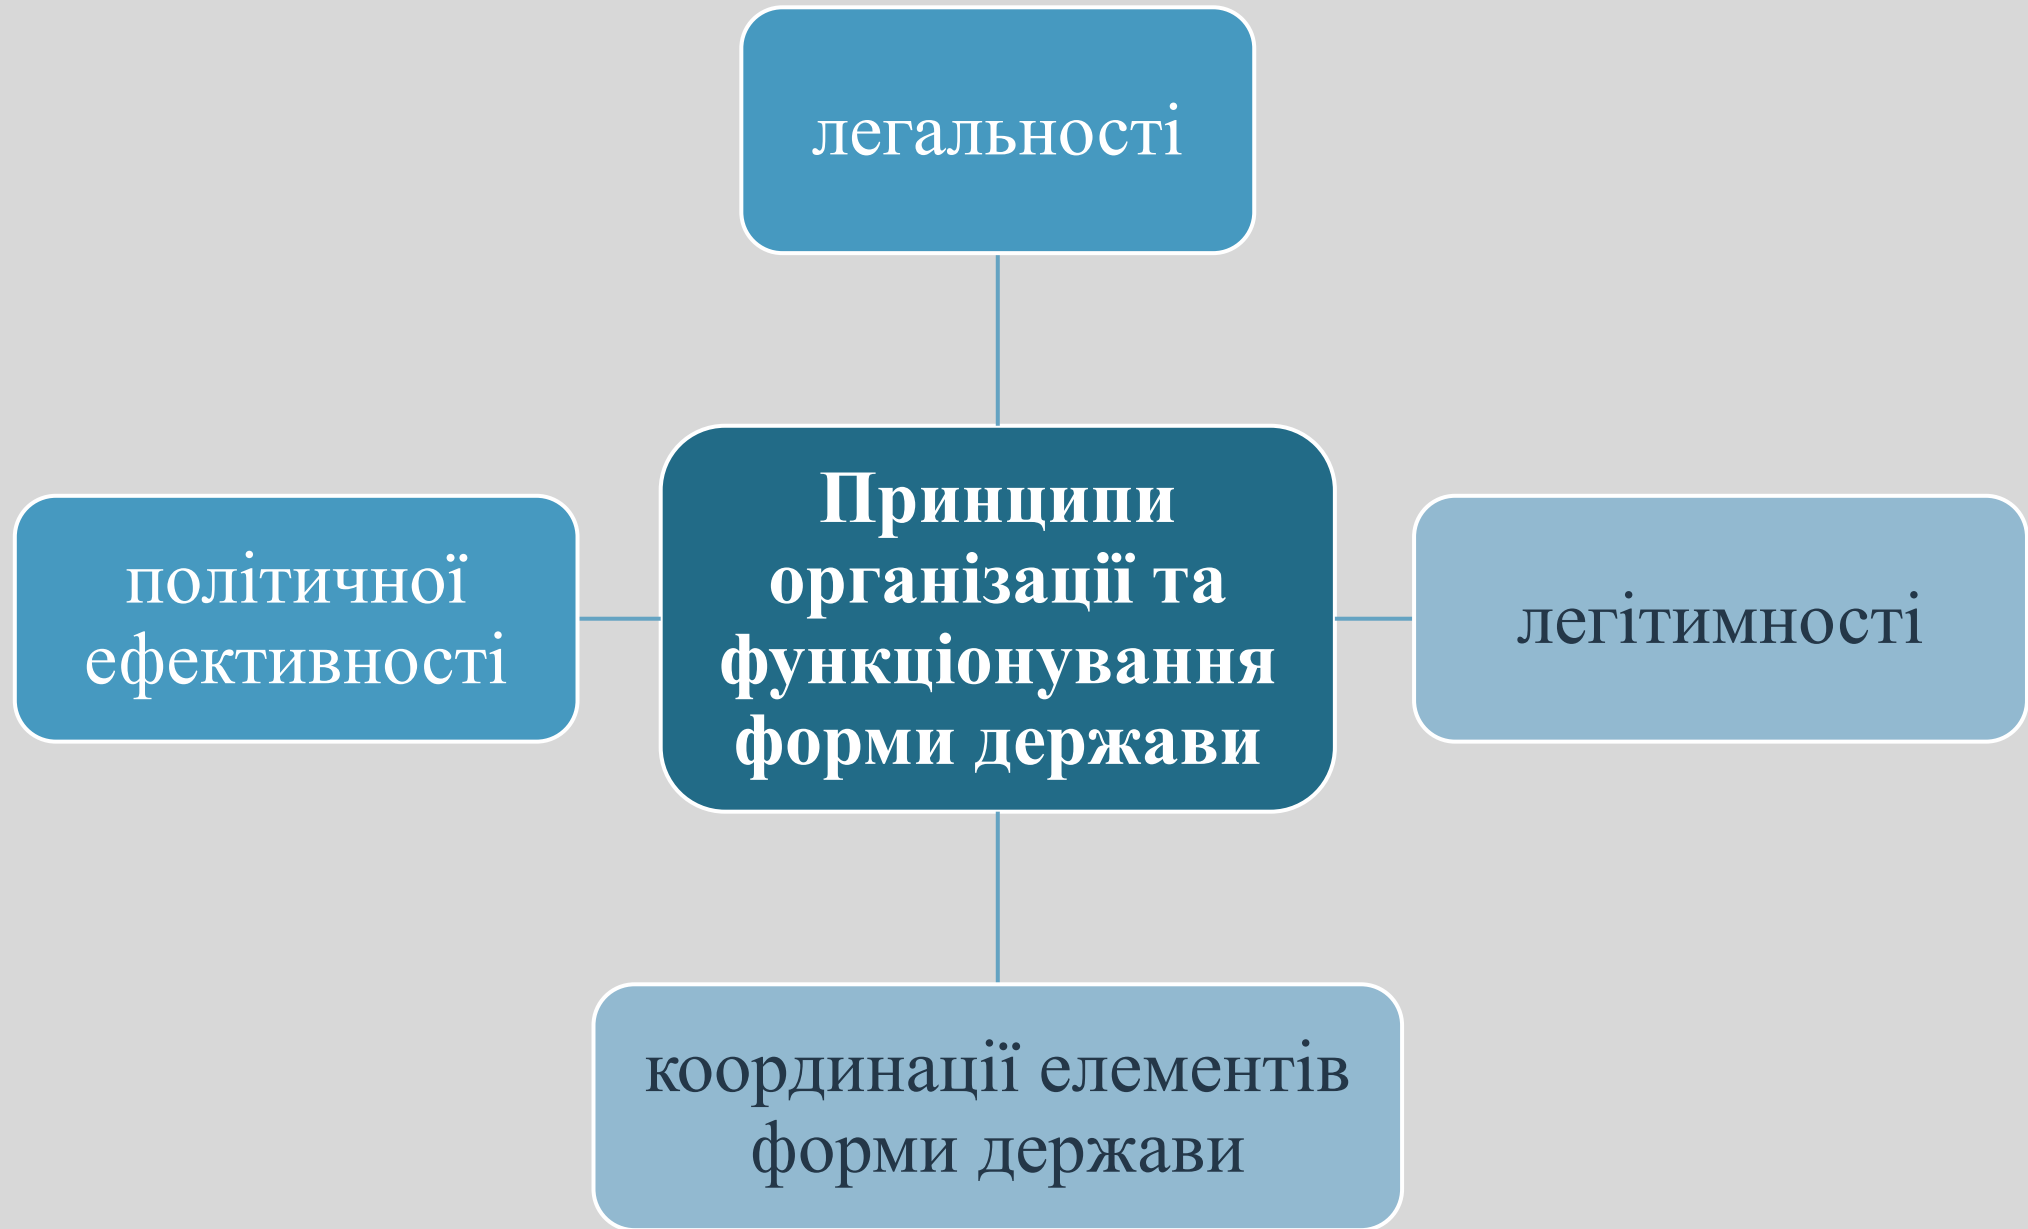 легальності
Принципи
організації та
функціонування
форми держави
політичної
ефективності
легітимності
координації елементів
форми держави